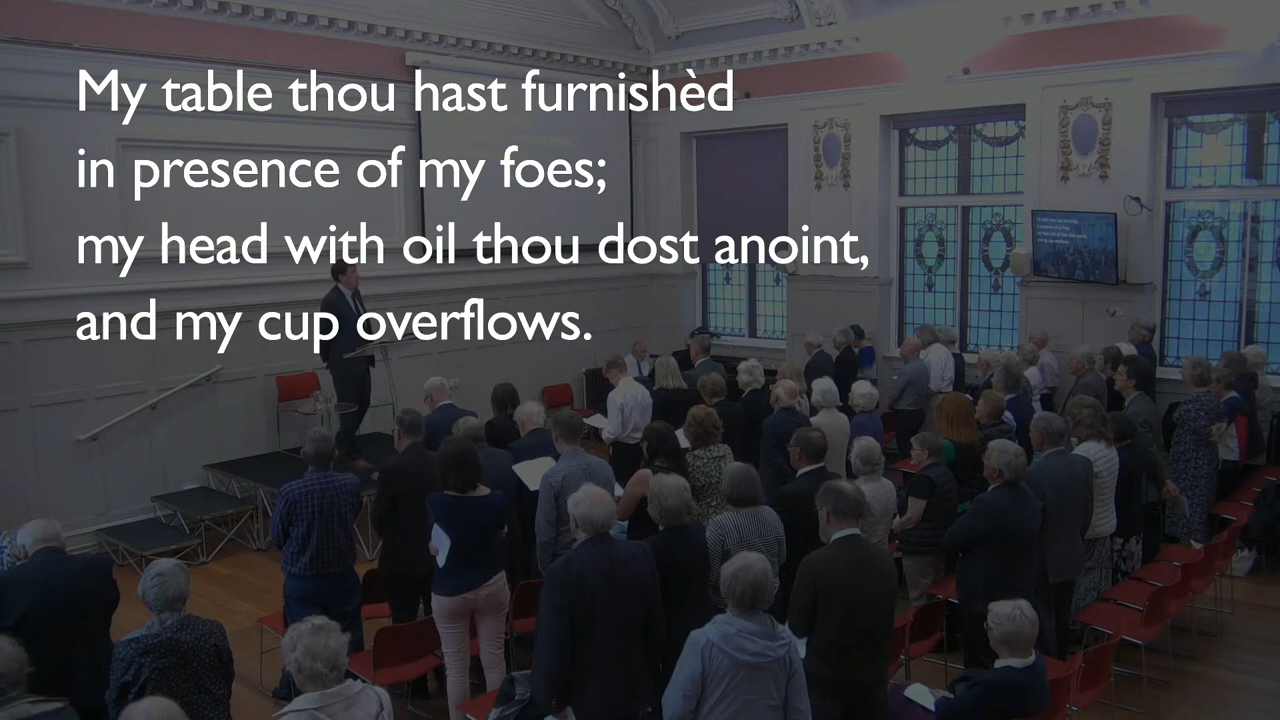 My table thou hast furnishèd
in presence of my foes;
my head with oil thou dost anoint,
and my cup overflows.